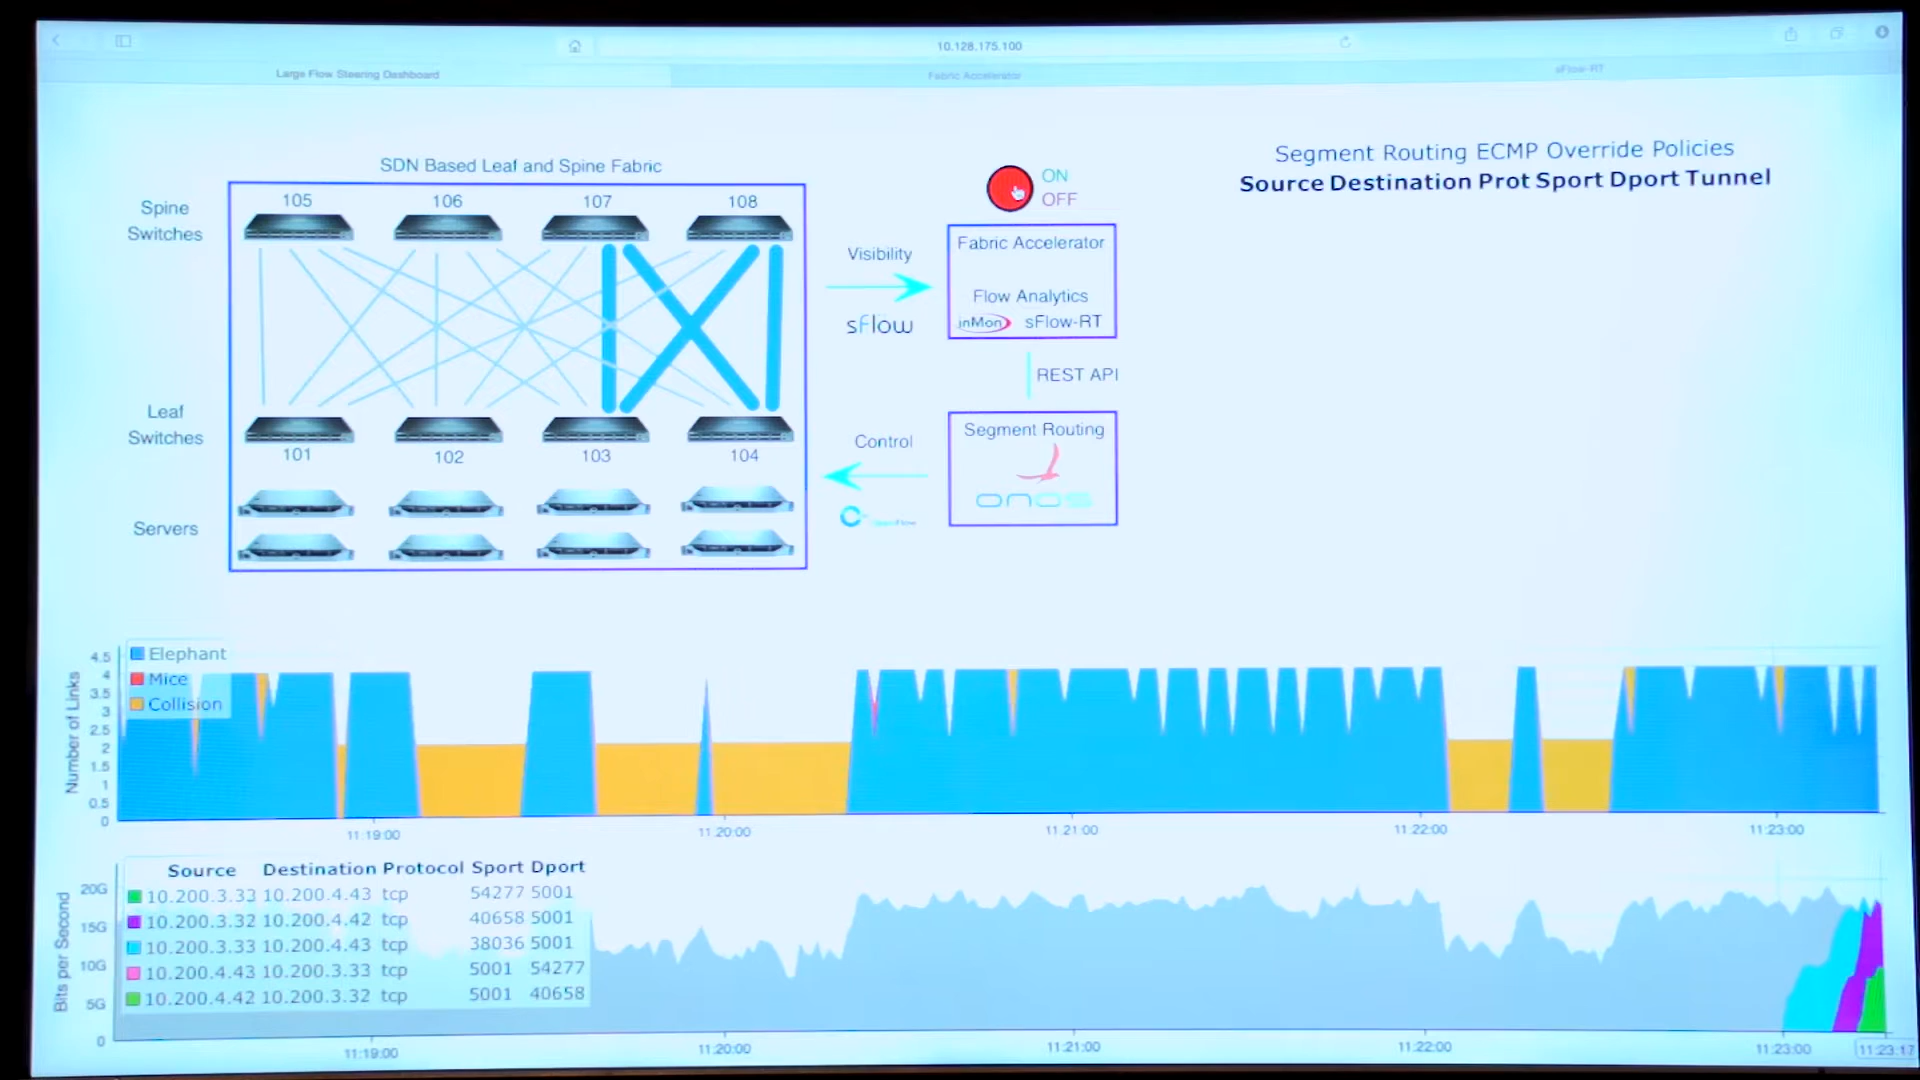 10.128.175.100
Large Flow Steering Dashboard
Fabric Accelerator
sFlow-RT
SDN Based Leaf and Spine Fabric
Spine
Switches
105
106
107
108
Leaf
Switches
101
102
103
104
Servers
Visibility
sFlow
Control
OpenFlow
ON
OFF
Fabric Accelerator
Flow Analytics
inMon sFlow-RT
REST API
Segment Routing
onos
Segment Routing ECMP Override Policies
Source Destination Prot Sport Dport Tunnel
Number of Links
4.5
4
3.5
3
2.5
2
1.5
1
0.5
0
Elephant
Mice
Collision
11:19:00
11:20:00
11:21:00
11:22:00
11:23:00
Bits per Second
20G
15G
10G
5G
0
Source Destination Protocol Sport Dport
10.200.3.33 10.200.4.43 tcp 54277 5001
10.200.3.32 10.200.4.42 tcp 40658 5001
10.200.3.33 10.200.4.43 tcp 38036 5001
10.200.4.43 10.200.3.33 tcp 5001 54277
10.200.4.42 10.200.3.32 tcp 5001 40658
11:19:00
11:20:00
11:21:00
11:22:00
11:23:00
11:23:17